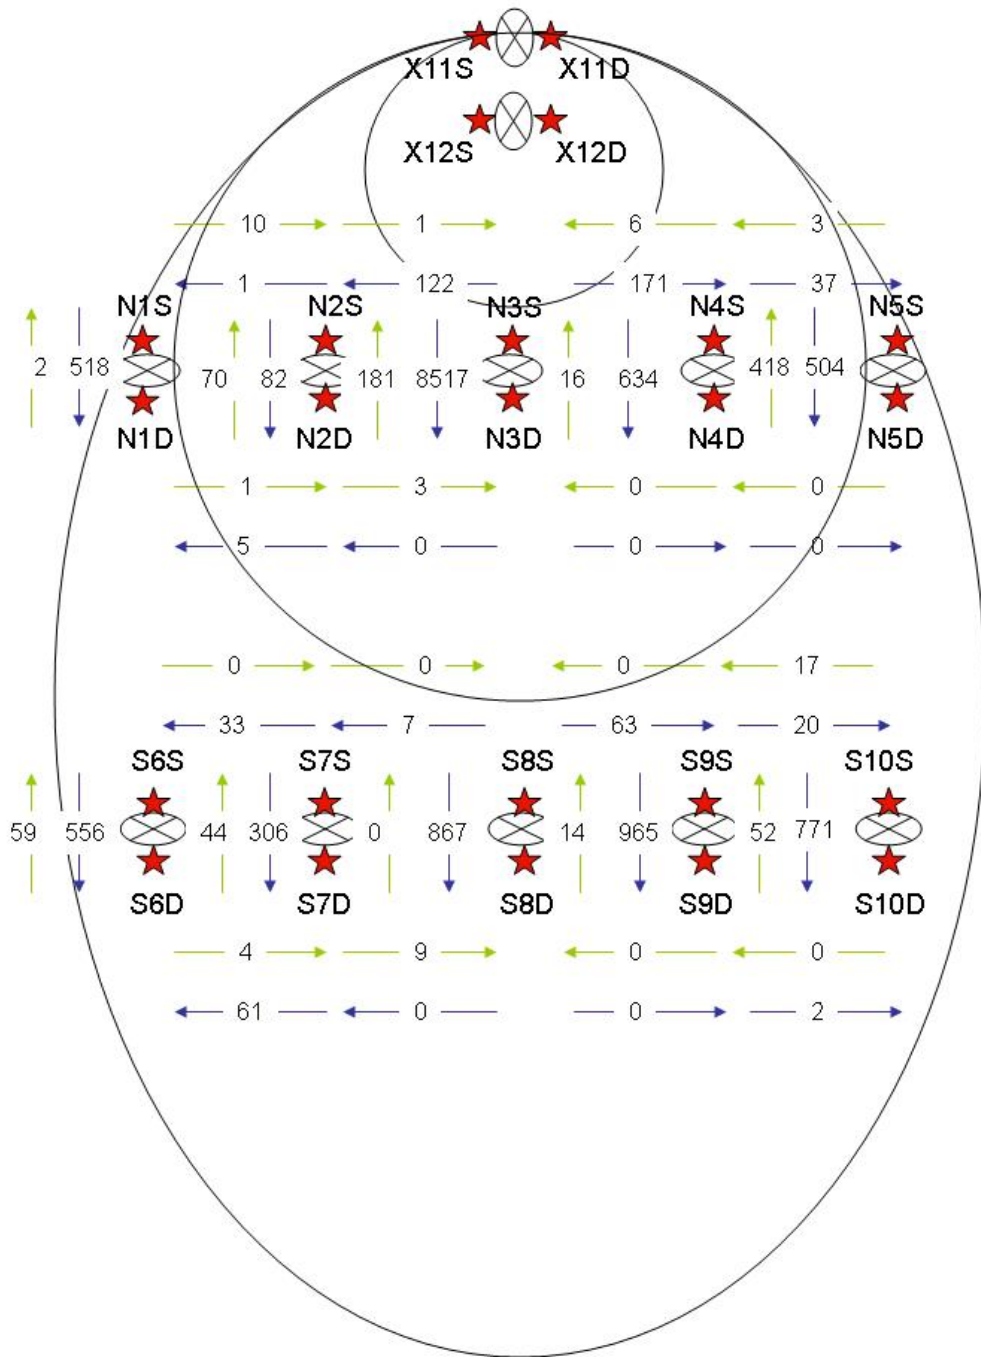 X11S X11D
X12S X12D
10 1 6 3
1 122 171 37
N1S N2S N3S N4S N5S
2 518 70 82 181 8517 16 634 418 504
N1D N2D N3D N4D N5D
1 3 0 0
5 0 0 0
0 0 0 17
33 7 63 20
S6S S7S S8S S9S S10S
59 556 44 306 0 867 14 965 52 771
S6D S7D S8D S9D S10D
4 9 0 0
61 0 0 2